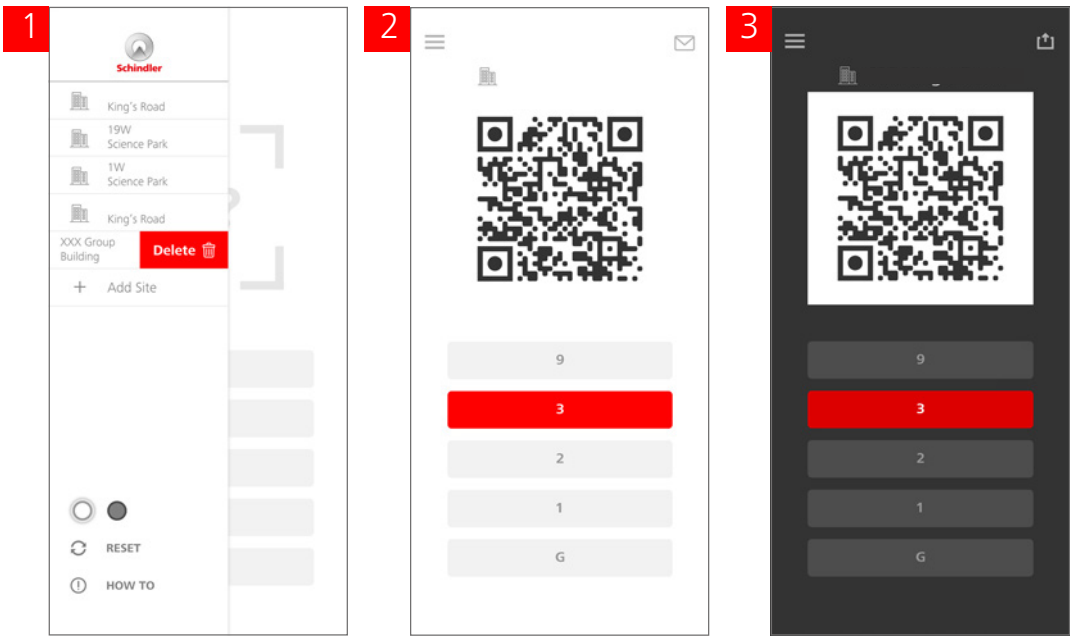 1
Schindler
King's Road
19W
Science Park
1W
Science Park
King's Road
XXX Group
Building
Delete
+ Add Site
RESET
HOW TO
2
9
3
2
1
G
3
9
3
2
1
G